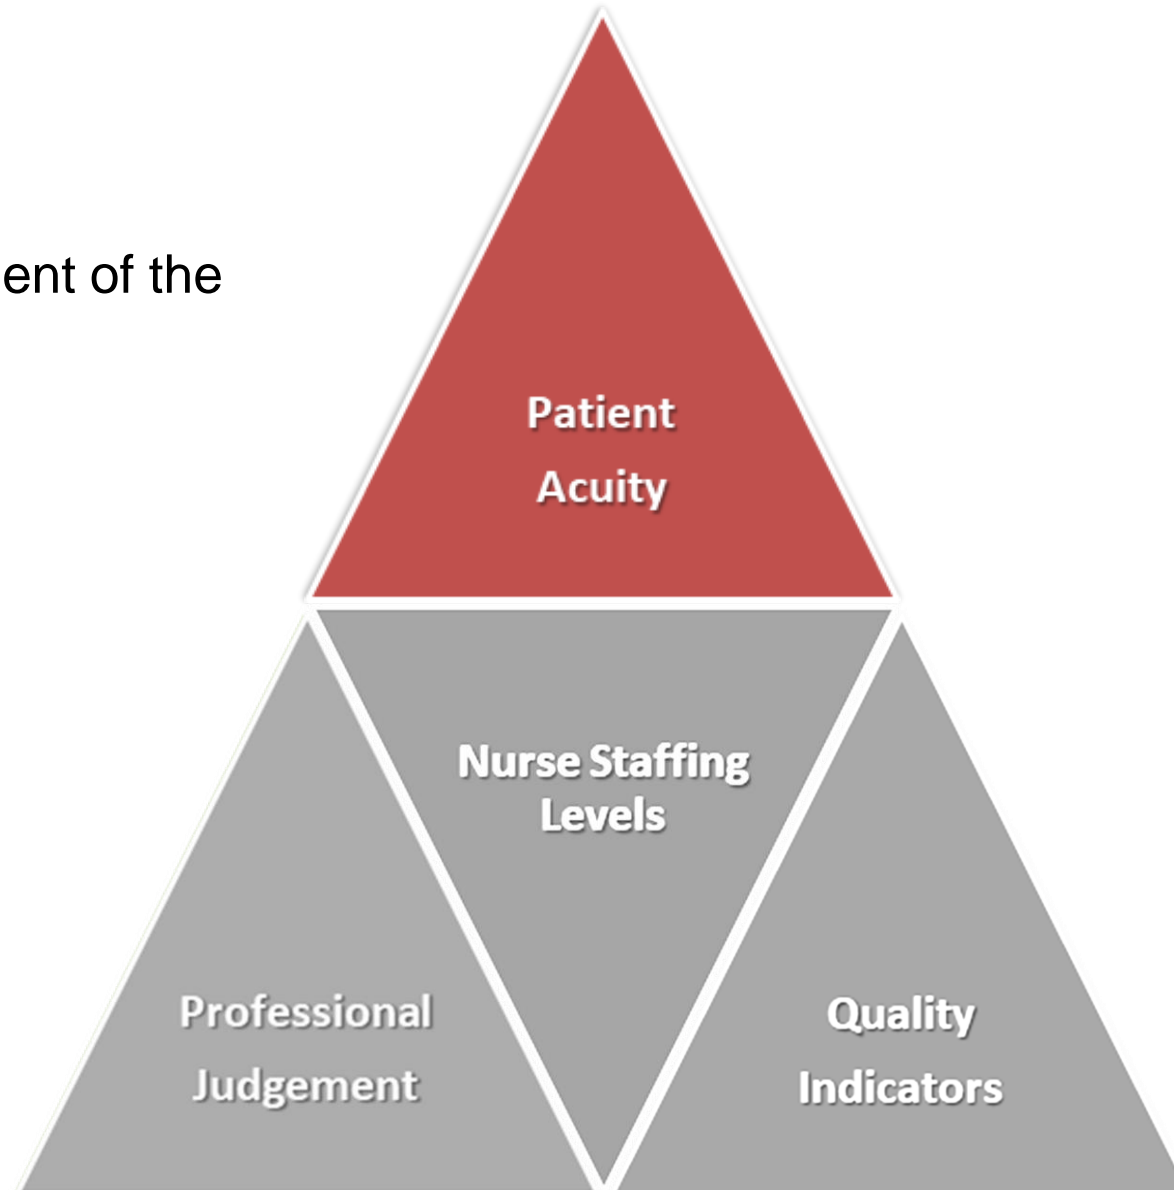 ent of the
Patient
Acuity
Nurse Staffing
Levels
Professional
Judgement
Quality
Indicators